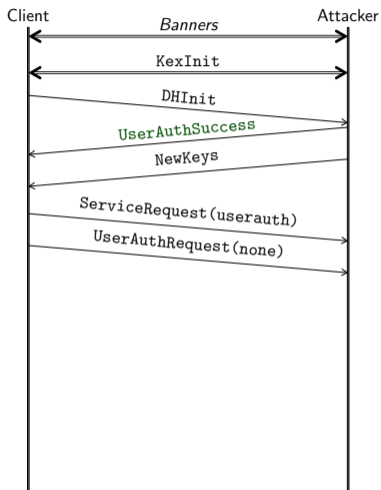 Client Attacker
Banners
KexInit
DHInit
UserAuthSuccess
NewKeys
ServiceRequest(userauth)
UserAuthRequest(none)